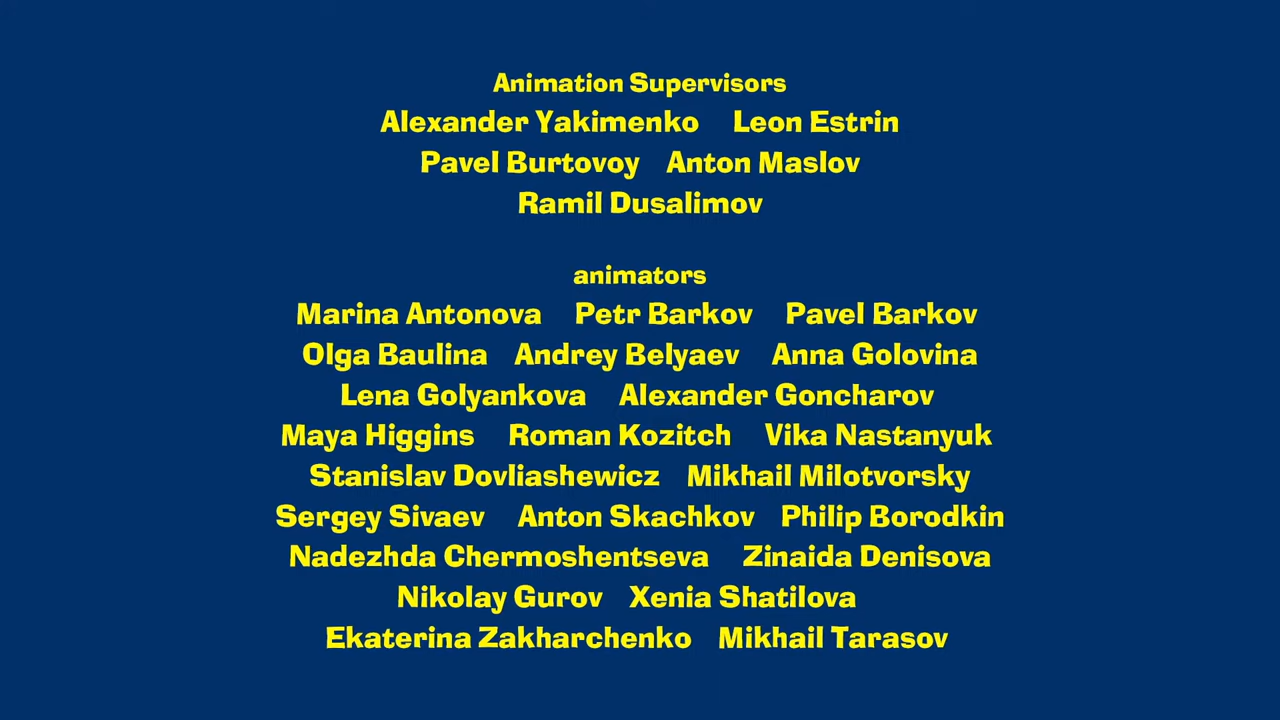 Animation Supervisors
Alexander Yakimenko Leon Estrin
Pavel Burtovoy Anton Maslov
Ramil Dusalimov
animators
Marina Antonova Petr Barkov Pavel Barkov
Olga Baulina Andrey Belyaev Anna Golovina
Lena Golyankova Alexander Goncharov
Maya Higgins Roman Kozitch Vika Nastanyuk
Stanislav Dovliashewicz Mikhail Milotvorsky
Sergey Sivaev Anton Skachkov Philip Borodkin
Nadezhda Chermoshentseva Zinaida Denisova
Nikolay Gurov Xenia Shatilova
Ekaterina Zakharchenko Mikhail Tarasov